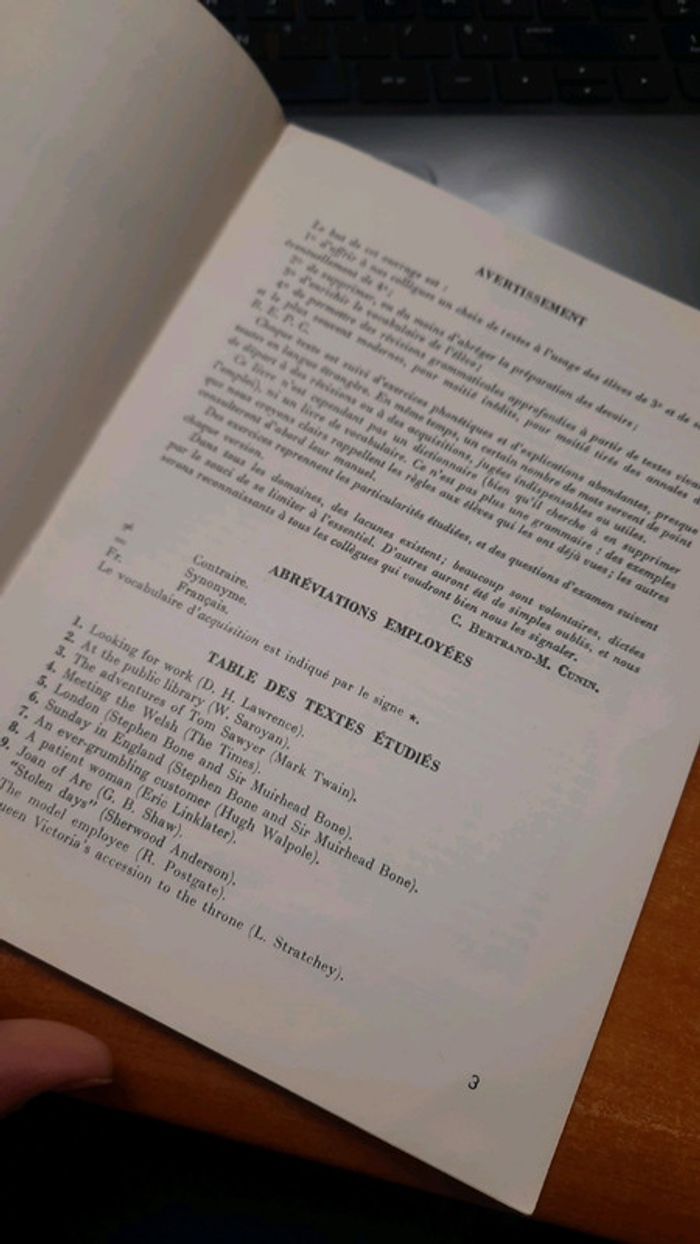 AVERTISSEMENT
Le but de cet ouvrage est :
1° d'offrir à nos collègues un choix de textes à l'usage des élèves de 3e et de
éventuellement de 4e;
2° de supprimer, ou du moins d'abréger la préparation des devoirs;
3° d'enrichir le vocabulaire de l'élève;
4° de permettre des révisions grammaticales approfondies à partir de textes
et le plus souvent modernes, pour moitié inédits, pour moitié tirés des annales
B. E. P. C.
Chaque texte est suivi d'exercices phonétiques et d'explications abondantes, presque
toutes en langue étrangère. En même temps, un certain nombre de mots servent de point
de départ à des révisions ou à des acquisitions, jugées indispensables ou utiles.
Ce livre n'est cependant pas un dictionnaire (bien qu'il cherche à en supprimer
l'emploi), ni un livre de vocabulaire. Ce n'est pas plus une grammaire : des exemples
que nous croyons clairs rappellent les règles aux élèves qui les ont déjà vues; les autres
consulteront d'abord leur manuel.
Des exercices reprennent les particularités étudiées, et des questions d'examen suivent
chaque version.
Dans tous les domaines, des lacunes existent; beaucoup sont volontaires, dictées
par le souci de se limiter à l'essentiel. D'autres auront été de simples oublis, et nous
serons reconnaissants à tous les collègues qui voudront bien nous les signaler.
C. BERTRAND-M. CUNIN.
ABRÉVIATIONS EMPLOYÉES
≠ Contraire.
= Synonyme.
Fr. Français.
Le vocabulaire d'acquisition est indiqué par le signe ★.
TABLE DES TEXTES ÉTUDIÉS
1. Looking for work (D. H. Lawrence).
2. At the public library (W. Saroyan).
3. The adventures of Tom Sawyer (Mark Twain).
4. Meeting the Welsh (The Times).
5. London (Stephen Bone and Sir Muirhead Bone).
6. Sunday in England (Stephen Bone and Sir Muirhead Bone).
7. An ever-grumbling customer (Hugh Walpole).
8. A patient woman (Eric Linklater).
9. Joan of Arc (G. B. Shaw).
"Stolen days" (Sherwood Anderson).
The model employee (R. Postgate).
ueen Victoria's accession to the throne (L. Stratchey).
3